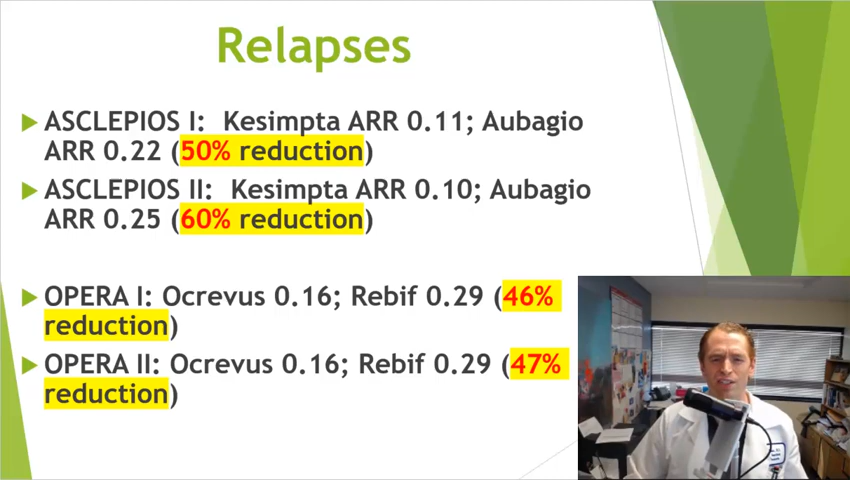 Relapses
ASCLEPIOS I: Kesimpta ARR 0.11; Aubagio
ARR 0.22 (50% reduction)
ASCLEPIOS II: Kesimpta ARR 0.10; Aubagio
ARR 0.25 (60% reduction)
OPERA I: Ocrevus 0.16; Rebif 0.29 (46%
reduction)
OPERA II: Ocrevus 0.16; Rebif 0.29 (47%
reduction)